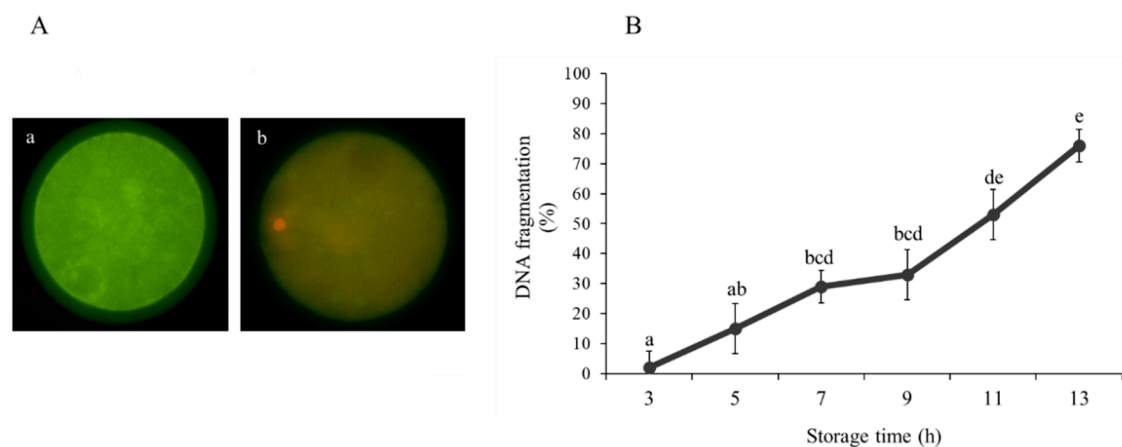 A
B
a
b
DNA fragmentation
(%)
100
90
80
70
60
50
40
30
20
10
0
a
ab
bcd
bcd
de
e
3 5 7 9 11 13
Storage time (h)